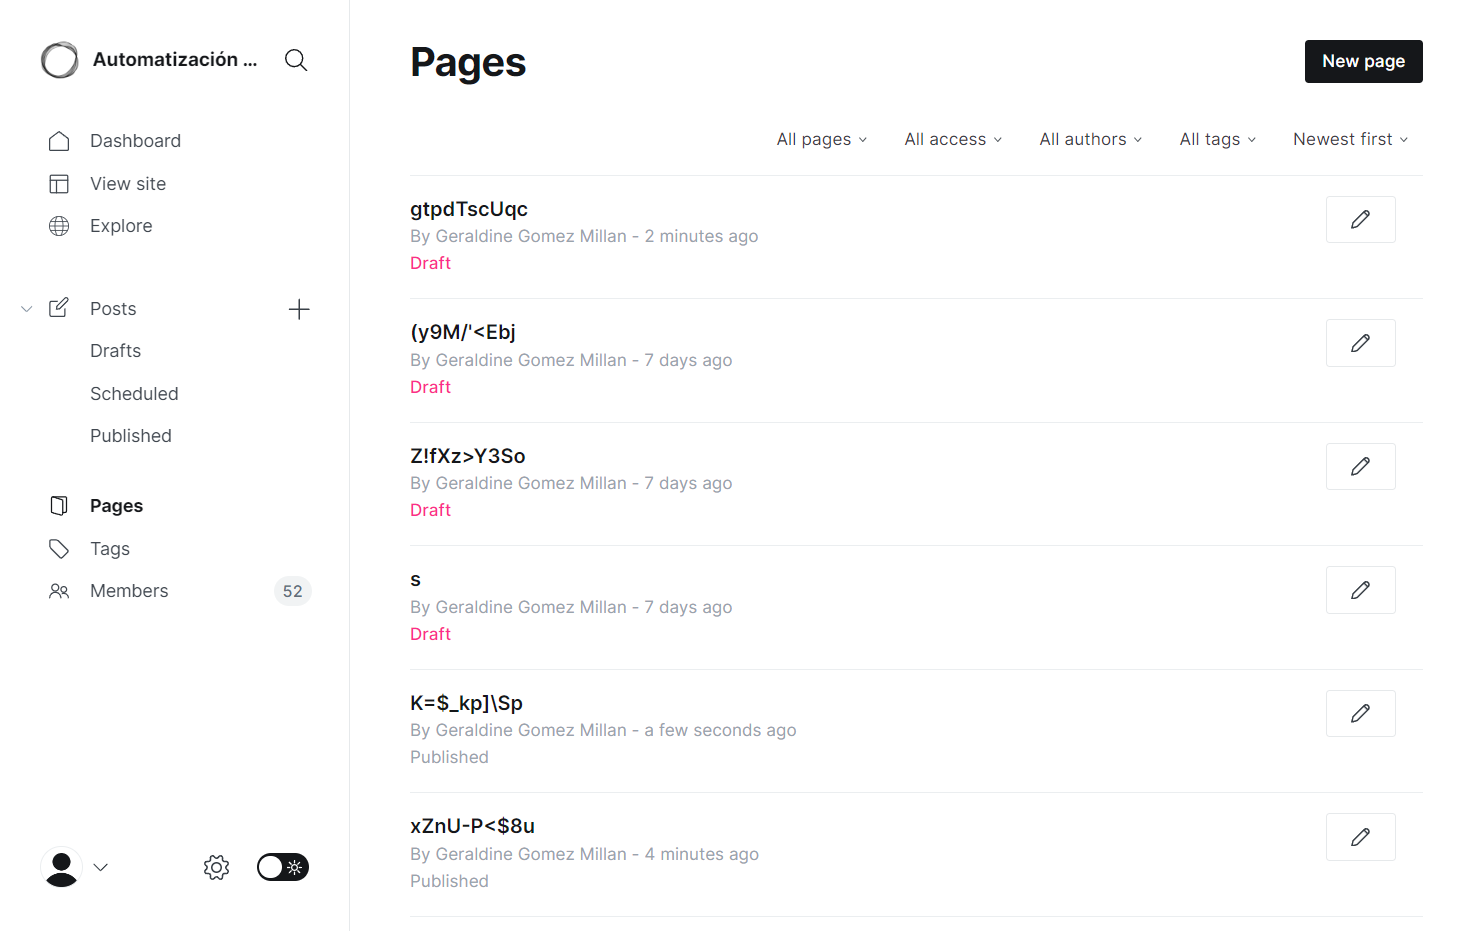 Automatización ...
Dashboard
View site
Explore
Posts
Drafts
Scheduled
Published
Pages
Tags
Members 52
Pages
New page
All pages All access All authors All tags Newest first
gtpdTscUqc
By Geraldine Gomez Millan - 2 minutes ago
Draft
(y9M/'<Ebj
By Geraldine Gomez Millan - 7 days ago
Draft
Z!fXz>Y3So
By Geraldine Gomez Millan - 7 days ago
Draft
s
By Geraldine Gomez Millan - 7 days ago
Draft
K=$_kp]\Sp
By Geraldine Gomez Millan - a few seconds ago
Published
xZnU-P<$8u
By Geraldine Gomez Millan - 4 minutes ago
Published